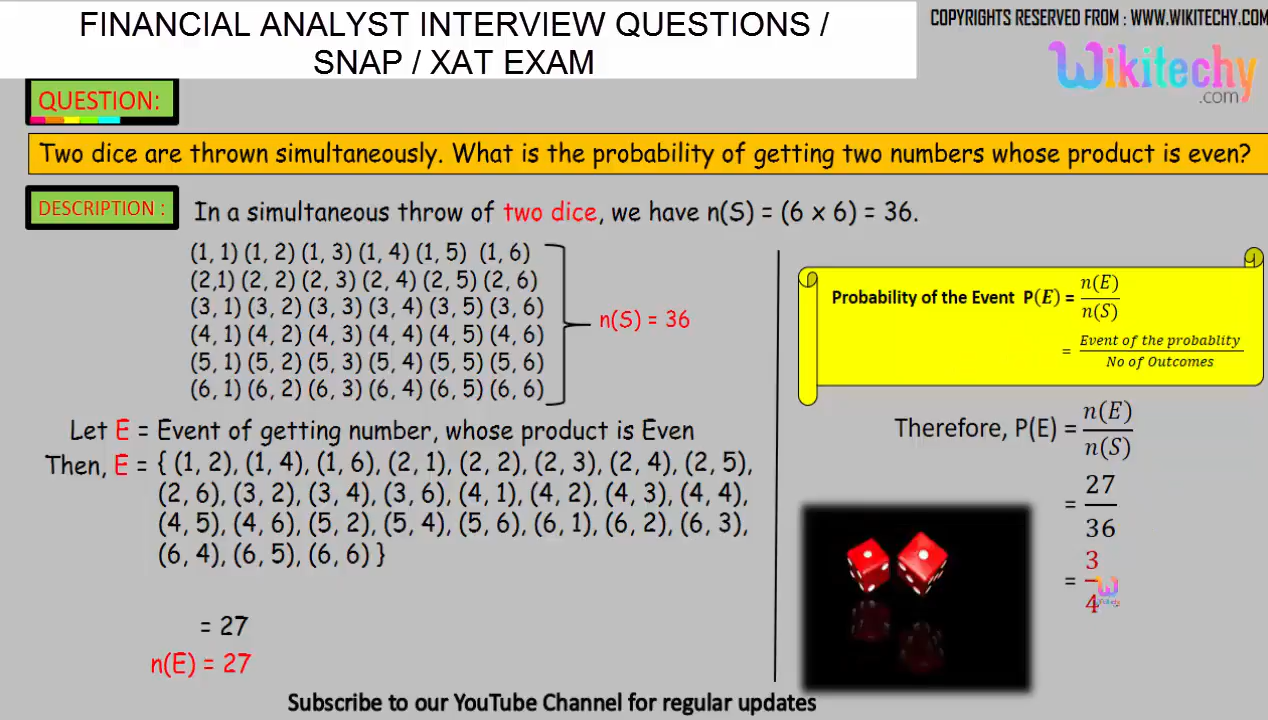 FINANCIAL ANALYST INTERVIEW QUESTIONS /
SNAP / XAT EXAM
COPYRIGHTS RESERVED FROM : WWW.WIKITECHY.COM
Wikitechy
.com
QUESTION:
Two dice are thrown simultaneously. What is the probability of getting two numbers whose product is even?
DESCRIPTION :
In a simultaneous throw of two dice, we have n(S) = (6 x 6) = 36.
(1, 1) (1, 2) (1, 3) (1, 4) (1, 5) (1, 6)
(2,1) (2, 2) (2, 3) (2, 4) (2, 5) (2, 6)
(3, 1) (3, 2) (3, 3) (3, 4) (3, 5) (3, 6)
(4, 1) (4, 2) (4, 3) (4, 4) (4, 5) (4, 6)
(5, 1) (5, 2) (5, 3) (5, 4) (5, 5) (5, 6)
(6, 1) (6, 2) (6, 3) (6, 4) (6, 5) (6, 6)
n(S) = 36
Let E = Event of getting number, whose product is Even
Then, E = { (1, 2), (1, 4), (1, 6), (2, 1), (2, 2), (2, 3), (2, 4), (2, 5),
(2, 6), (3, 2), (3, 4), (3, 6), (4, 1), (4, 2), (4, 3), (4, 4),
(4, 5), (4, 6), (5, 2), (5, 4), (5, 6), (6, 1), (6, 2), (6, 3),
(6, 4), (6, 5), (6, 6) }
= 27
n(E) = 27
Probability of the Event P(E) = n(E)
n(S)
= Event of the probablity
No of Outcomes
Therefore, P(E) = n(E)
n(S)
= 27
36
= 3
4
Subscribe to our YouTube Channel for regular updates